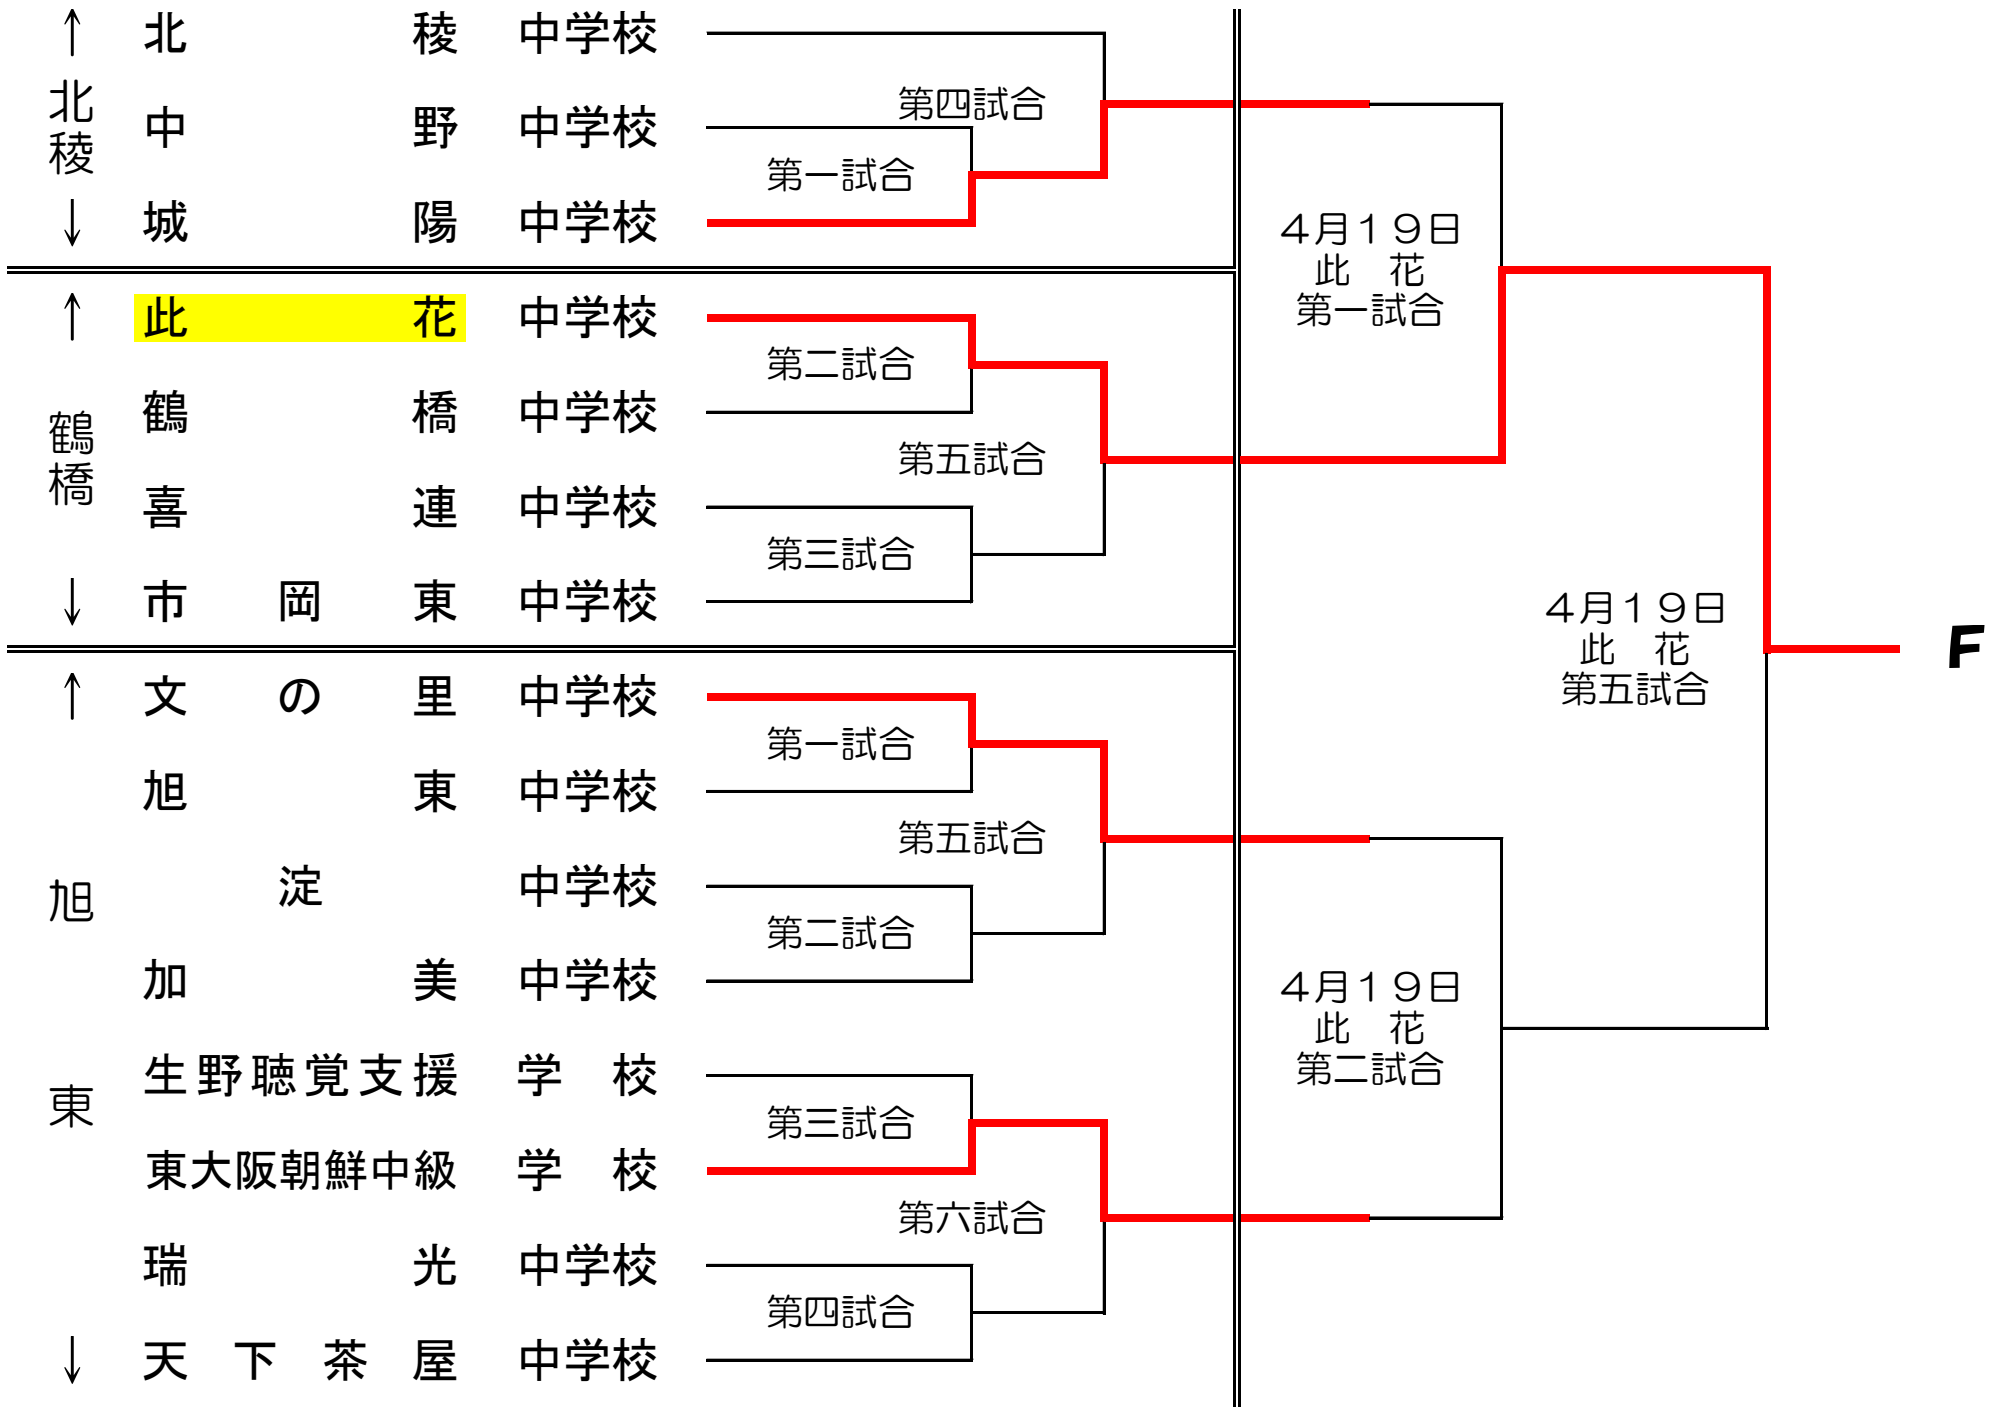 ↑ 北稜 中学校
第四試合
北稜
中野 中学校
第一試合
↓ 城陽 中学校
4月19日
此 花
第一試合
↑ 此花 中学校
第二試合
鶴橋 中学校
鶴橋
第五試合
喜連 中学校
第三試合
↓ 市岡東 中学校
4月19日
此 花
第五試合
F
↑ 文の里 中学校
第一試合
旭東 中学校
第五試合
淀 中学校
旭東
第二試合
加美 中学校
4月19日
此 花
第二試合
生野聴覚支援 学 校
第三試合
東大阪朝鮮中級 学 校
第六試合
瑞光 中学校
第四試合
↓ 天下茶屋 中学校